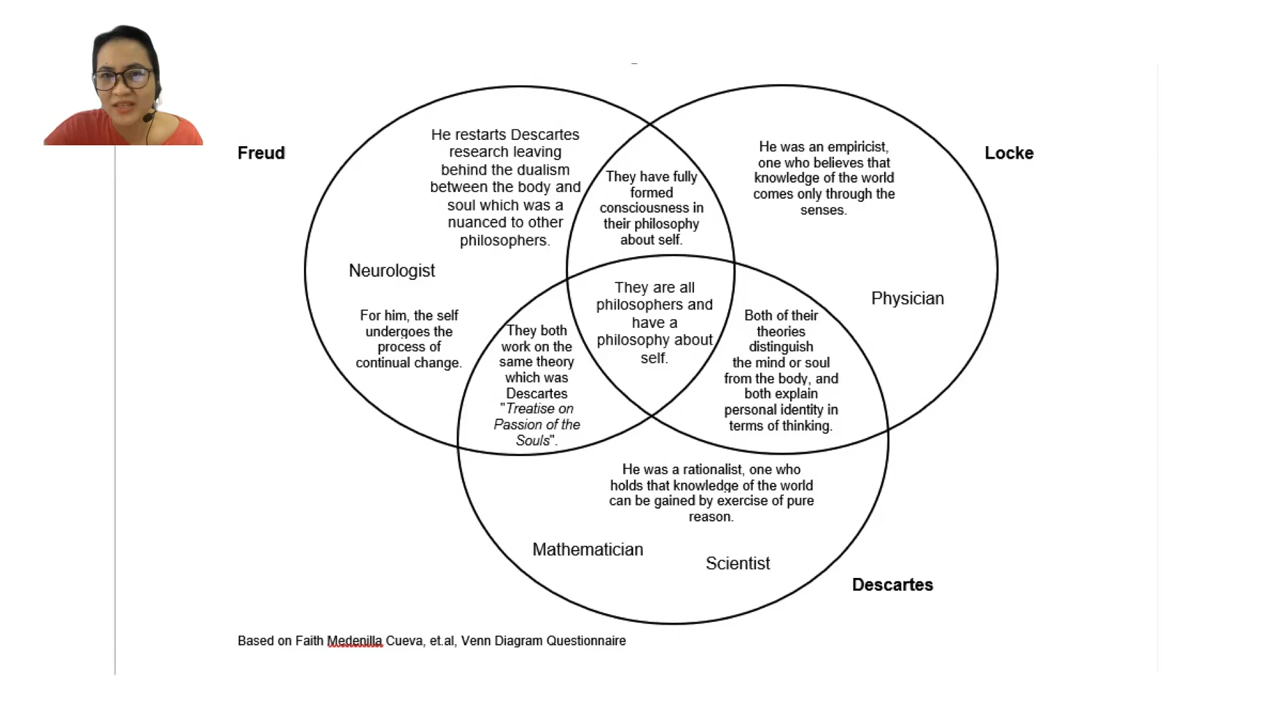 Freud
He restarts Descartes
research leaving
behind the dualism
between the body and
soul which was a
nuanced to other
philosophers.
Neurologist
For him, the self
undergoes the
process of
continual change.
They have fully
formed
consciousness in
their philosophy
about self.
He was an empiricist,
one who believes that
knowledge of the world
comes only through the
senses.
Locke
Physician
They are all
philosophers and
have a
philosophy about
self.
They both
work on the
same theory
which was
Descartes
"Treatise on
Passion of the
Souls".
Both of their
theories
distinguish
the mind or soul
from the body, and
both explain
personal identity in
terms of thinking.
He was a rationalist, one who
holds that knowledge of the world
can be gained by exercise of pure
reason.
Mathematician
Scientist
Descartes
Based on Faith Medenilla Cueva, et.al, Venn Diagram Questionnaire